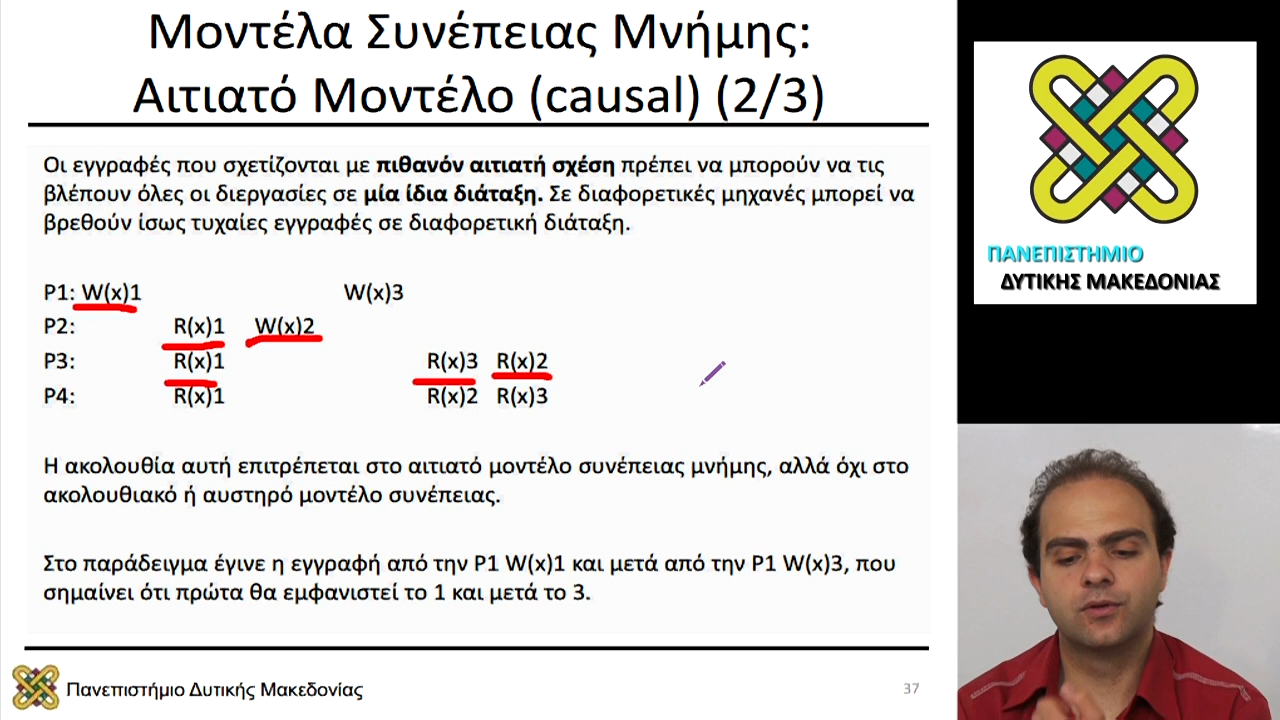 Μοντέλα Συνέπειας Μνήμης:
Αιτιατό Μοντέλο (causal) (2/3)
Οι εγγραφές που σχετίζονται με πιθανόν αιτιατή σχέση πρέπει να μπορούν να τις
βλέπουν όλες οι διεργασίες σε μία ίδια διάταξη. Σε διαφορετικές μηχανές μπορεί να
βρεθούν ίσως τυχαίες εγγραφές σε διαφορετική διάταξη.
P1: W(x)1 W(x)3
P2: R(x)1 W(x)2
P3: R(x)1 R(x)3 R(x)2
P4: R(x)1 R(x)2 R(x)3
Η ακολουθία αυτή επιτρέπεται στο αιτιατό μοντέλο συνέπειας μνήμης, αλλά όχι στο
ακολουθιακό ή αυστηρό μοντέλο συνέπειας.
Στο παράδειγμα έγινε η εγγραφή από την P1 W(x)1 και μετά από την P1 W(x)3, που
σημαίνει ότι πρώτα θα εμφανιστεί το 1 και μετά το 3.
Πανεπιστήμιο Δυτικής Μακεδονίας
37
ΠΑΝΕΠΙΣΤΗΜΙΟ
ΔΥΤΙΚΗΣ ΜΑΚΕΔΟΝΙΑΣ